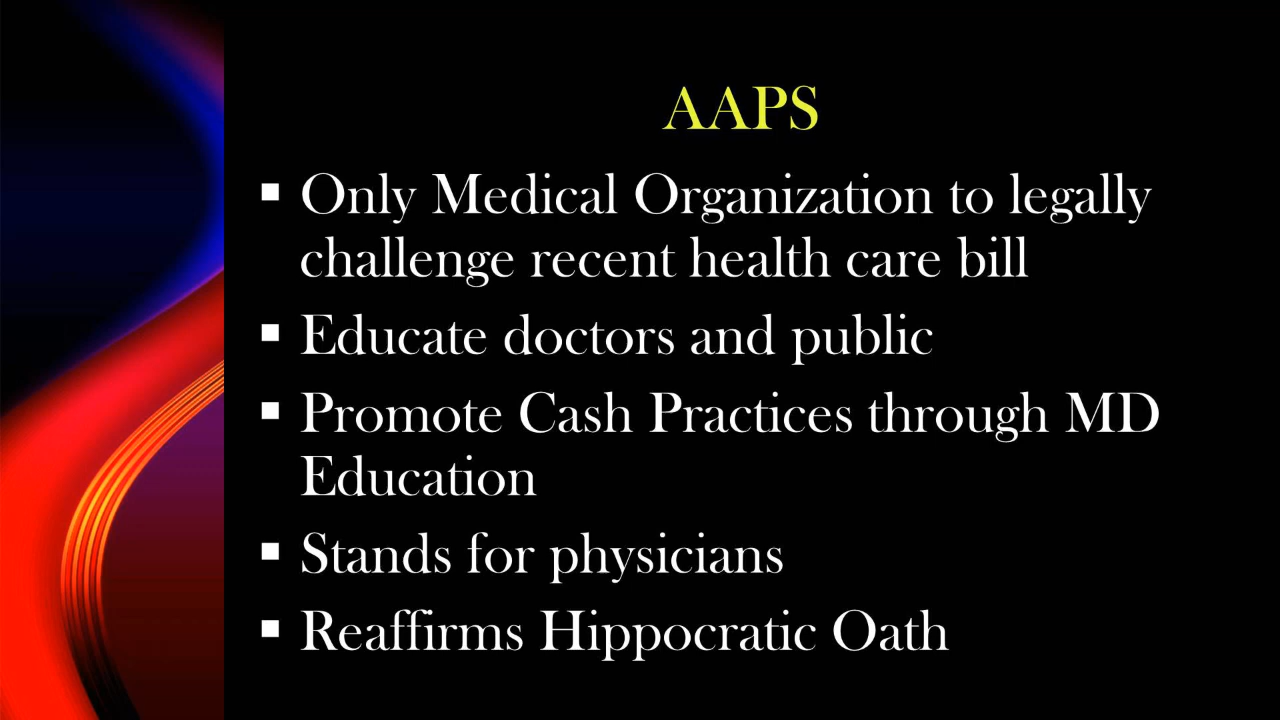 AAPS
▪ Only Medical Organization to legally
challenge recent health care bill
▪ Educate doctors and public
▪ Promote Cash Practices through MD
Education
▪ Stands for physicians
▪ Reaffirms Hippocratic Oath